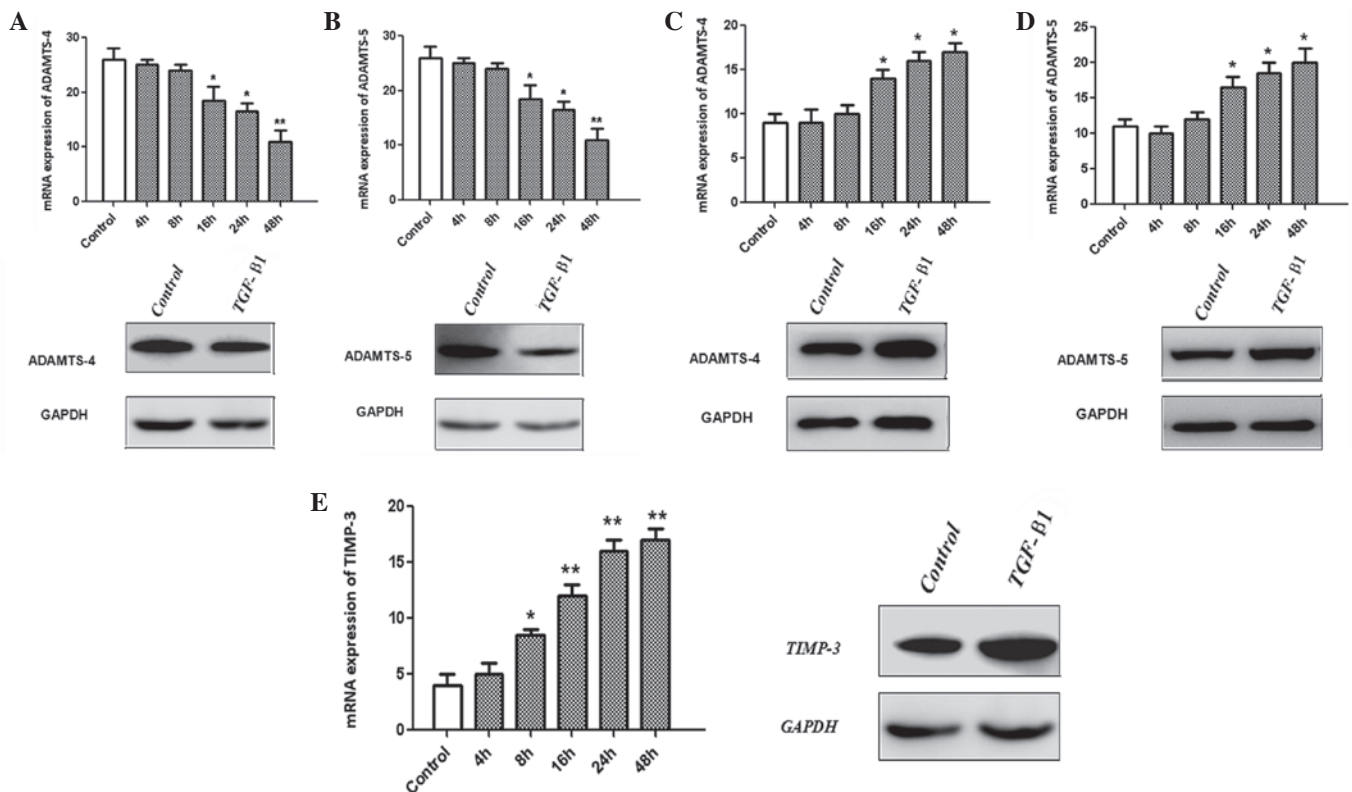 A
mRNA expression of ADAMTS-4
30
20
10
0
*
*
**
Control 4h 8h 16h 24h 48h
Control TGF- β1
ADAMTS-4
GAPDH
B
mRNA expression of ADAMTS-5
30
20
10
0
*
*
**
Control 4h 8h 16h 24h 48h
Control TGF- β1
ADAMTS-5
GAPDH
C
mRNA expression of ADAMTS-4
20
15
10
5
0
*
*
*
Control 4h 8h 16h 24h 48h
Control TGF- β1
ADAMTS-4
GAPDH
D
mRNA expression of ADAMTS-5
25
20
15
10
5
0
*
*
*
Control 4h 8h 16h 24h 48h
Control TGF- β1
ADAMTS-5
GAPDH
E
mRNA expression of TIMP-3
20
15
10
5
0
*
**
**
**
Control 4h 8h 16h 24h 48h
Control TGF- β1
TIMP-3
GAPDH